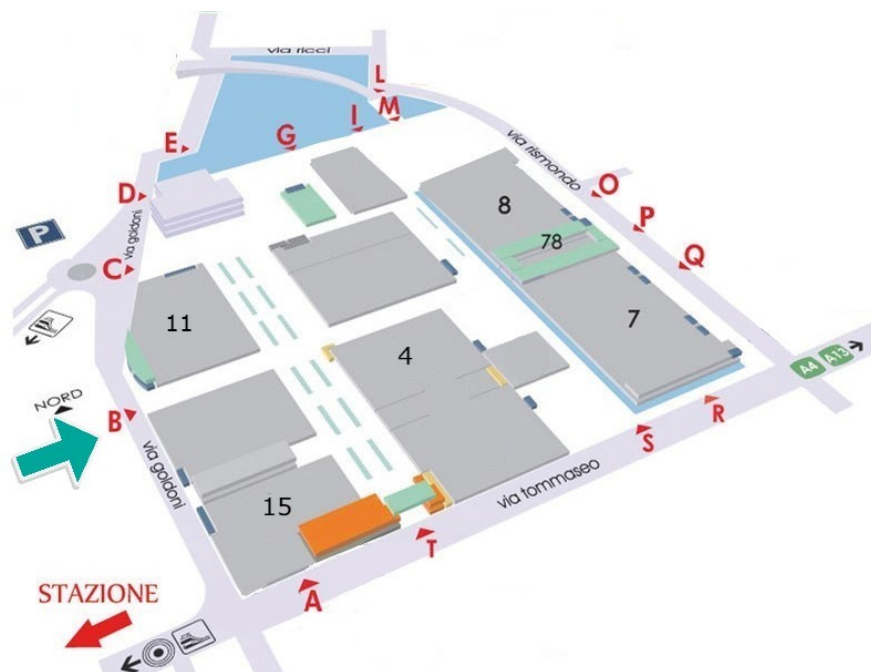 via ricci
L
M
I
G
E
via rismondo
D
O
8
P
via goldoni
P
78
Q
C
11
7
4
A4
A13
NORD
B
R
S
via goldoni
via tommaseo
15
T
STAZIONE
A